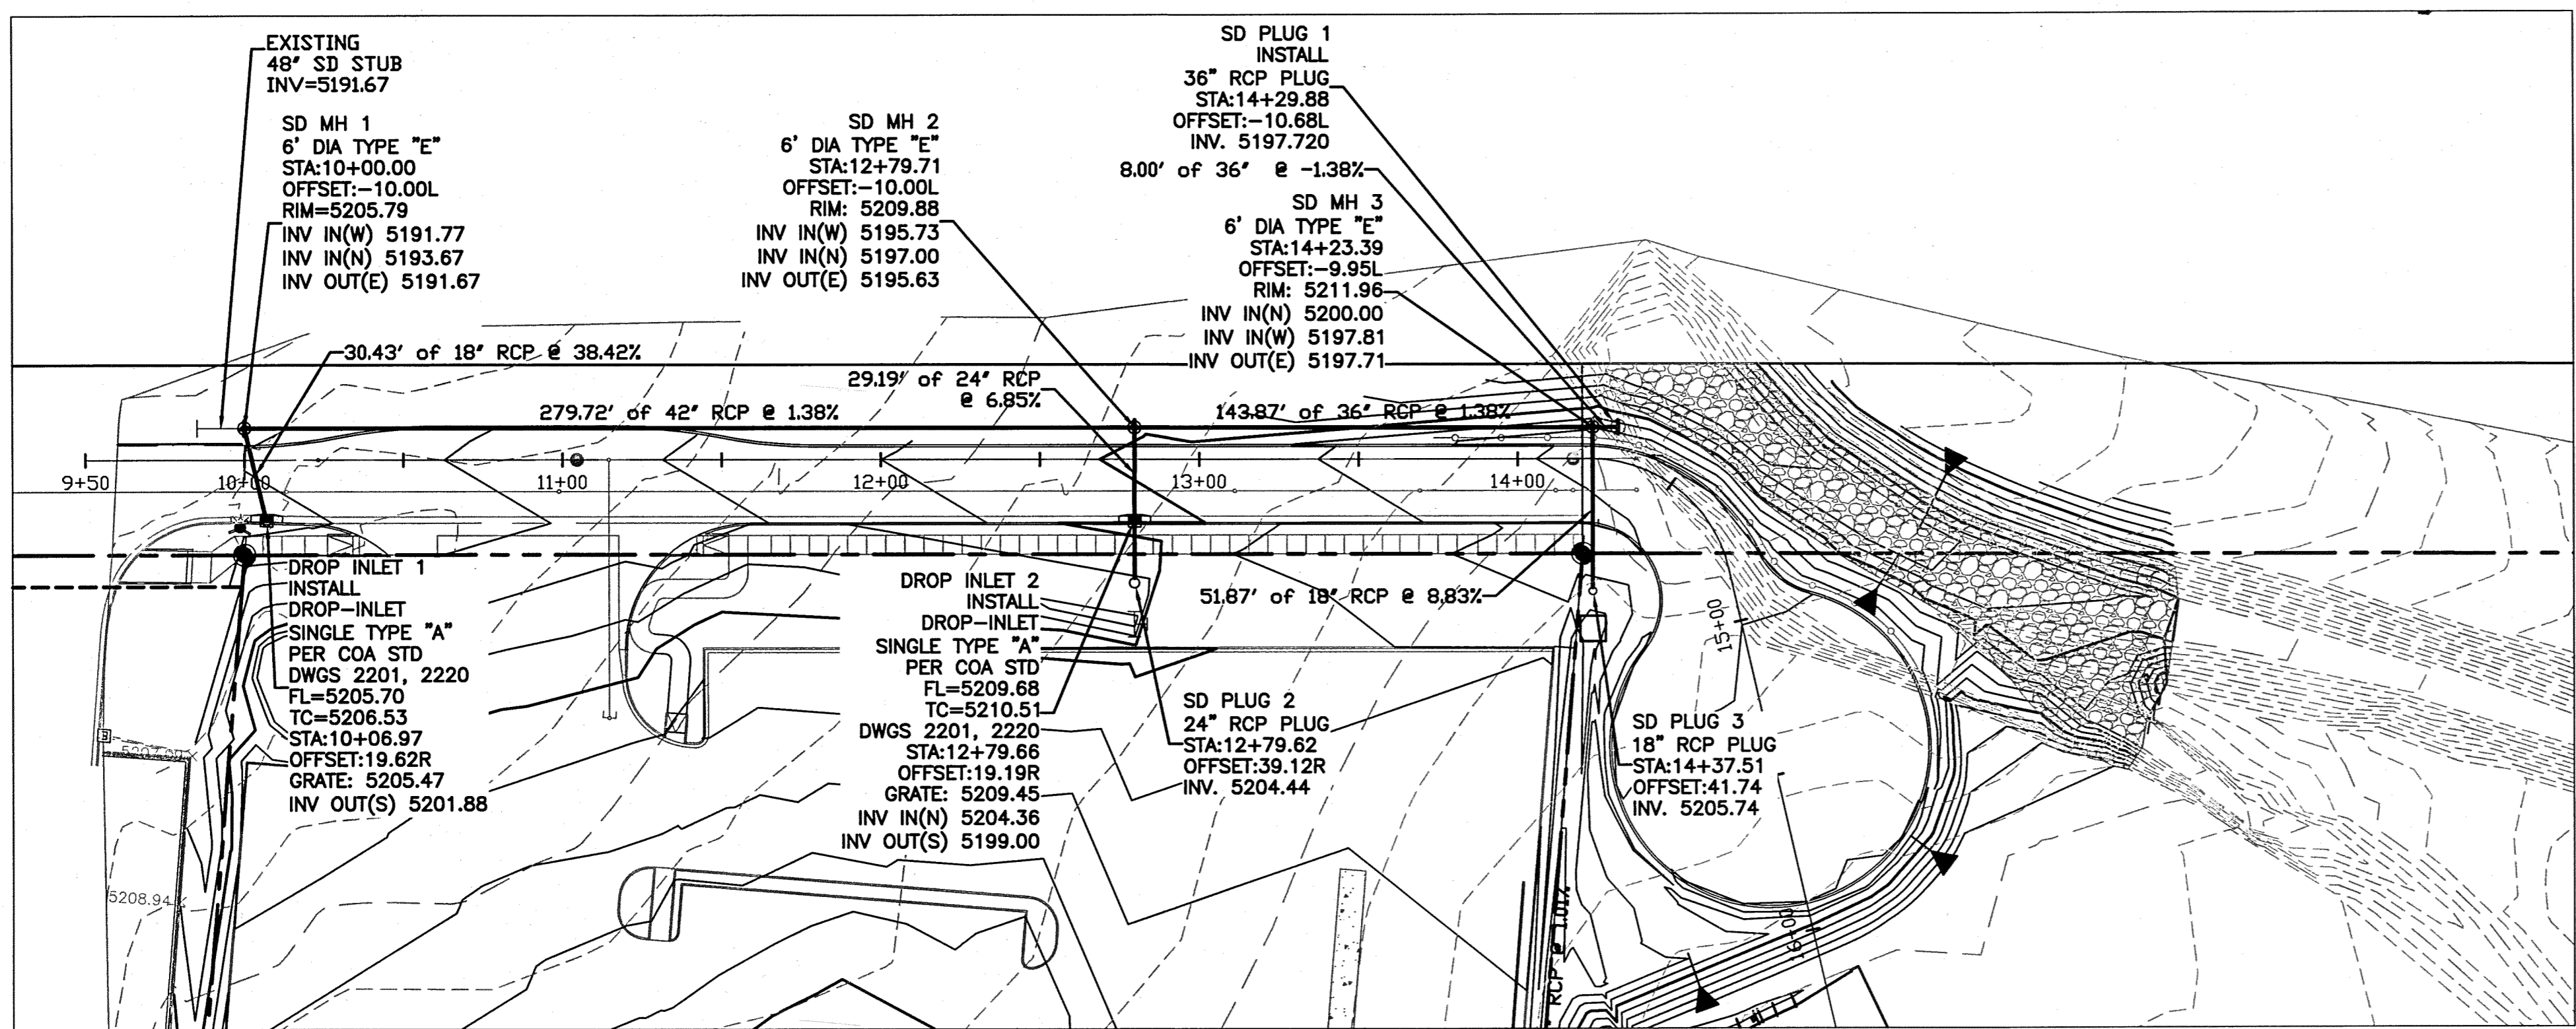 EXISTING
48" SD STUB
INV=5191.67
SD MH 1
6' DIA TYPE "E"
STA:10+00.00
OFFSET:-10.00L
RIM=5205.79
INV IN(W) 5191.77
INV IN(N) 5193.67
INV OUT(E) 5191.67
SD MH 2
6' DIA TYPE "E"
STA:12+79.71
OFFSET:-10.00L
RIM: 5209.88
INV IN(W) 5195.73
INV IN(N) 5197.00
INV OUT(E) 5195.63
SD PLUG 1
INSTALL
36" RCP PLUG
STA:14+29.88
OFFSET:-10.68L
INV. 5197.720
8.00' of 36" @ -1.38%
SD MH 3
6' DIA TYPE "E"
STA:14+23.39
OFFSET:-9.95L
RIM: 5211.96
INV IN(N) 5200.00
INV IN(W) 5197.81
INV OUT(E) 5197.71
30.43' of 18" RCP @ 38.42%
29.19' of 24" RCP
@ 6.85%
279.72' of 42" RCP @ 1.38%
143.87' of 36" RCP @ 1.38%
9+50
10+00
11+00
12+00
13+00
14+00
15+00
16+00
DROP INLET 1
INSTALL
DROP-INLET
SINGLE TYPE "A"
PER COA STD
DWGS 2201, 2220
FL=5205.70
TC=5206.53
STA:10+06.97
OFFSET:19.62R
GRATE: 5205.47
INV OUT(S) 5201.88
DROP INLET 2
INSTALL
DROP-INLET
SINGLE TYPE "A"
PER COA STD
FL=5209.68
TC=5210.51
DWGS 2201, 2220
STA:12+79.66
OFFSET:19.19R
GRATE: 5209.45
INV IN(N) 5204.36
INV OUT(S) 5199.00
51.87' of 18" RCP @ 8.83%
SD PLUG 2
24" RCP PLUG
STA:12+79.62
OFFSET:39.12R
INV. 5204.44
SD PLUG 3
18" RCP PLUG
STA:14+37.51
OFFSET:41.74
INV. 5205.74
5208.94
RCP @ 1.01%